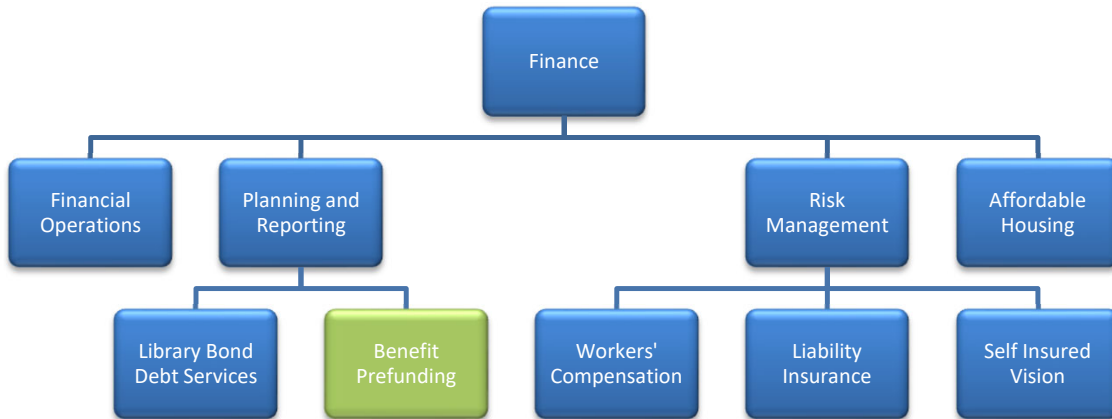 Finance
Financial
Operations
Planning and
Reporting
Risk
Management
Affordable
Housing
Library Bond
Debt Services
Benefit
Prefunding
Workers'
Compensation
Liability
Insurance
Self Insured
Vision